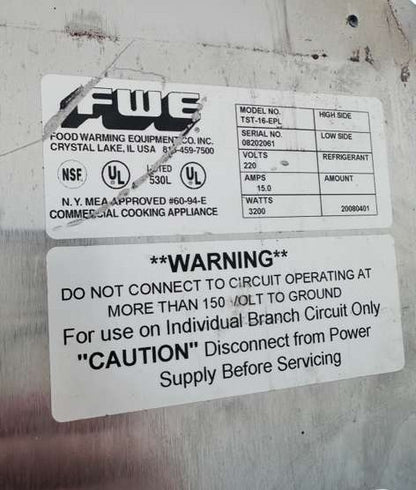 FWE
FOOD WARMING EQUIPMENT CO. INC.
CRYSTAL LAKE, IL USA 815-459-7500
NSF UL LISTED 530L UL
N.Y. MEA APPROVED #60-94-E
COMMERCIAL COOKING APPLIANCE
MODEL NO.
TST-16-EPL
HIGH SIDE
SERIAL NO.
08202061
LOW SIDE
VOLTS
220
REFRIGERANT
AMPS
15.0
AMOUNT
WATTS
3200
20080401
**WARNING**
DO NOT CONNECT TO CIRCUIT OPERATING AT
MORE THAN 150 VOLT TO GROUND
For use on Individual Branch Circuit Only
"CAUTION" Disconnect from Power
Supply Before Servicing